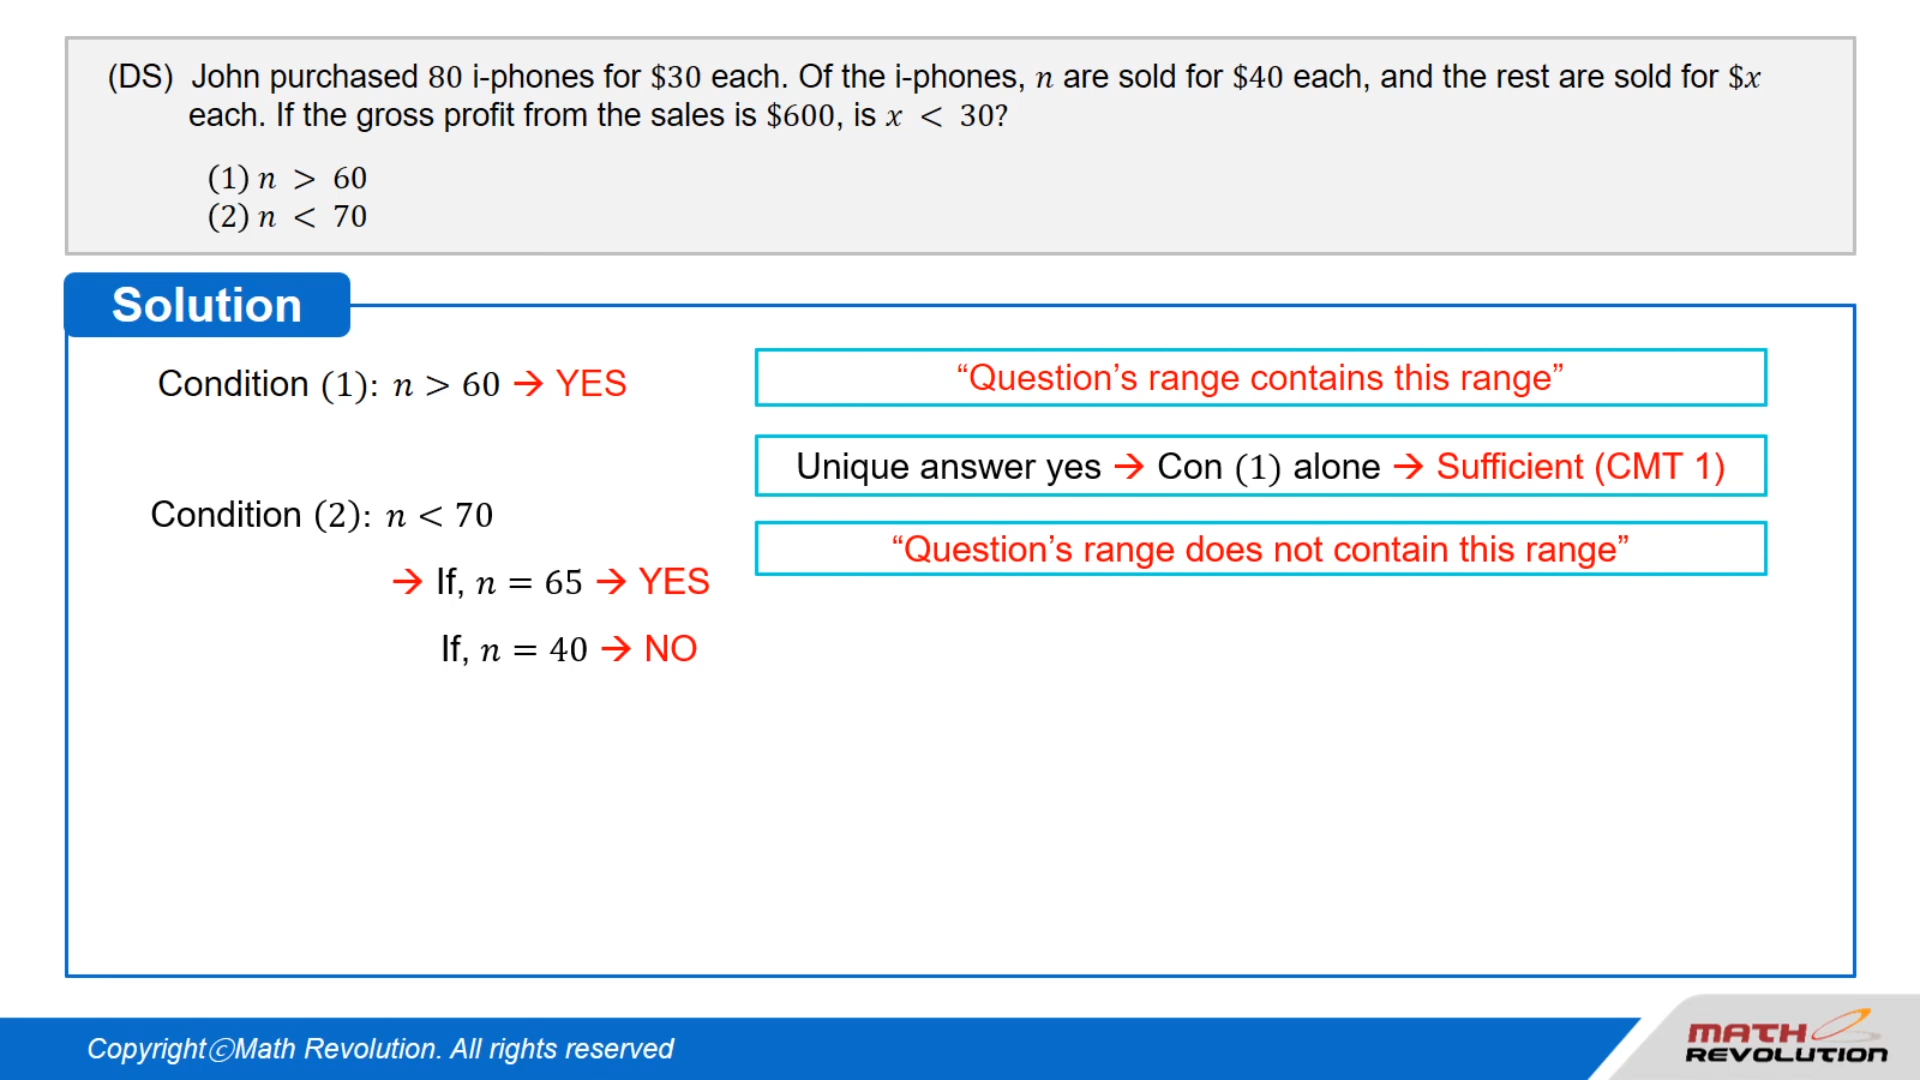 (DS) John purchased 80 i-phones for $30 each. Of the i-phones, n are sold for $40 each, and the rest are sold for $x
each. If the gross profit from the sales is $600, is x < 30?
(1) n > 60
(2) n < 70
Solution
Condition (1): n > 60 → YES
“Question’s range contains this range”
Unique answer yes → Con (1) alone → Sufficient (CMT 1)
Condition (2): n < 70
“Question’s range does not contain this range”
→ If, n = 65 → YES
If, n = 40 → NO
CopyrightⓒMath Revolution. All rights reserved
MATH
REVOLUTION